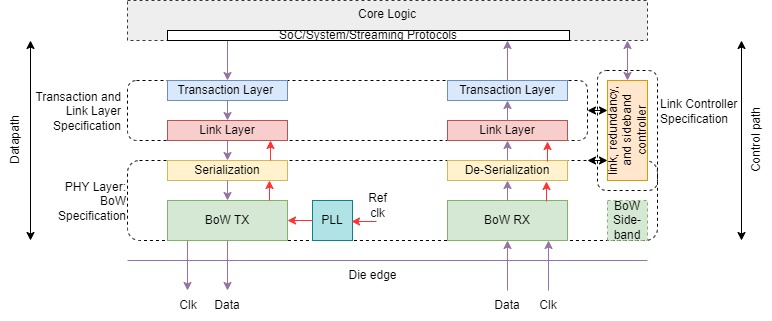 Core Logic
SoC/System/Streaming Protocols
Transaction Layer
Transaction Layer
Transaction and
Link Layer
Specification
Link Layer
Link Layer
link, redundancy,
and sideband
controller
Link Controller
Specification
Datapath
Control path
Serialization
De-Serialization
PHY Layer:
BoW
Specification
BoW TX
PLL
Ref
clk
BoW RX
BoW
Side-
band
Die edge
Clk
Data
Data
Clk